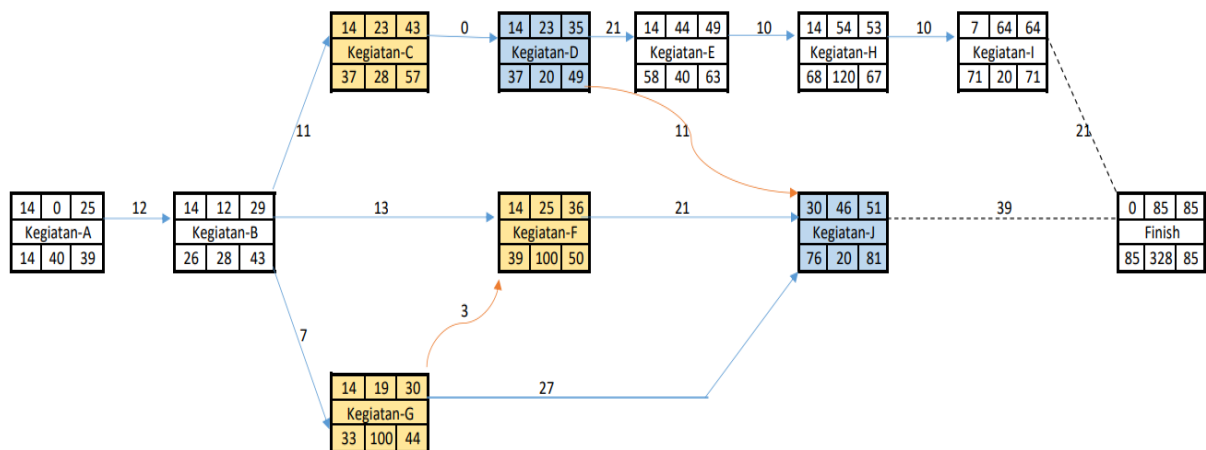 14 23 43
Kegiatan-C
37 28 57
0
14 23 35
Kegiatan-D
37 20 49
21
14 44 49
Kegiatan-E
58 40 63
10
14 54 53
Kegiatan-H
68 120 67
10
7 64 64
Kegiatan-I
71 20 71
11
11
21
14 0 25
Kegiatan-A
14 40 39
12
14 12 29
Kegiatan-B
26 28 43
13
14 25 36
Kegiatan-F
39 100 50
21
30 46 51
Kegiatan-J
76 20 81
39
0 85 85
Finish
85 328 85
7
3
14 19 30
Kegiatan-G
33 100 44
27